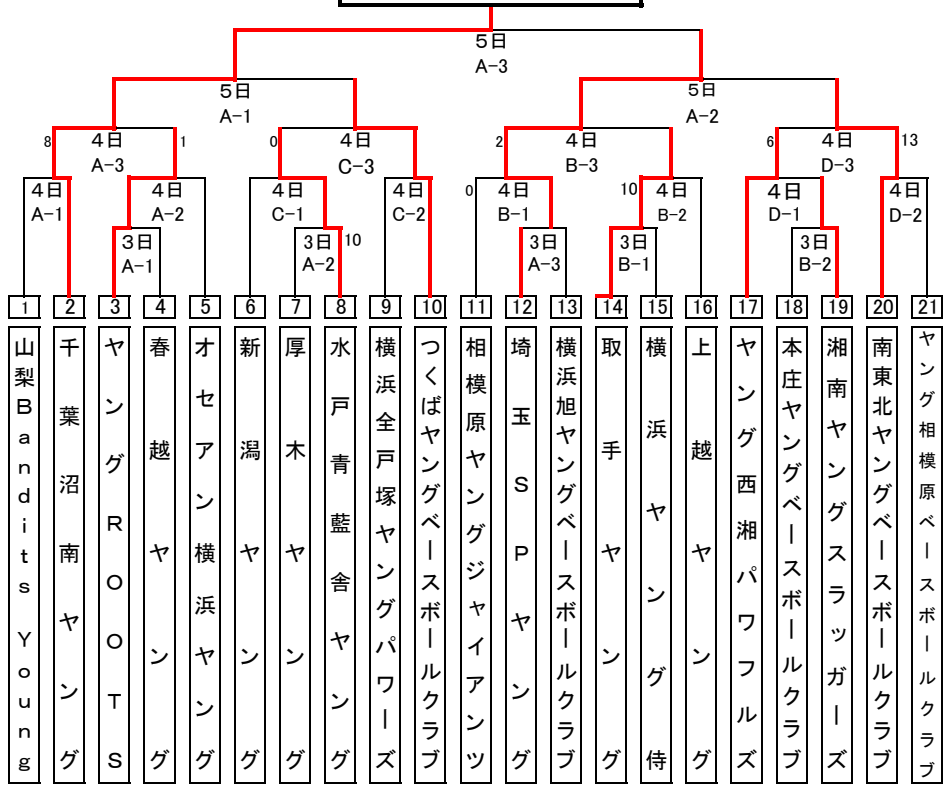 5日
A-3
5日
A-1
5日
A-2
8
4日
A-3
1
0
4日
C-3
2
4日
B-3
6
4日
D-3
13
4日
A-1
4日
A-2
4日
C-1
4日
C-2
0
4日
B-1
10
4日
B-2
4日
D-1
4日
D-2
3日
A-1
3日
A-2
10
3日
A-3
3日
B-1
3日
B-2
1
2
3
4
5
6
7
8
9
10
11
12
13
14
15
16
17
18
19
20
21
山梨Bandits Young
千葉沼南ヤング
ヤングROOTS
春越ヤング
オセアン横浜ヤング
新潟ヤング
厚木ヤング
水戸青藍舎ヤング
横浜全戸塚ヤングパワーズ
つくばヤングベースボールクラブ
相模原ヤングジャイアンツ
埼玉SPヤング
横浜旭ヤングベースボールクラブ
取手ヤング
横浜ヤング侍
上越ヤング
ヤング西湘パワフルズ
本庄ヤングベースボールクラブ
湘南ヤングスラッガーズ
南東北ヤングベースボールクラブ
ヤング相模原ベースボールクラブ